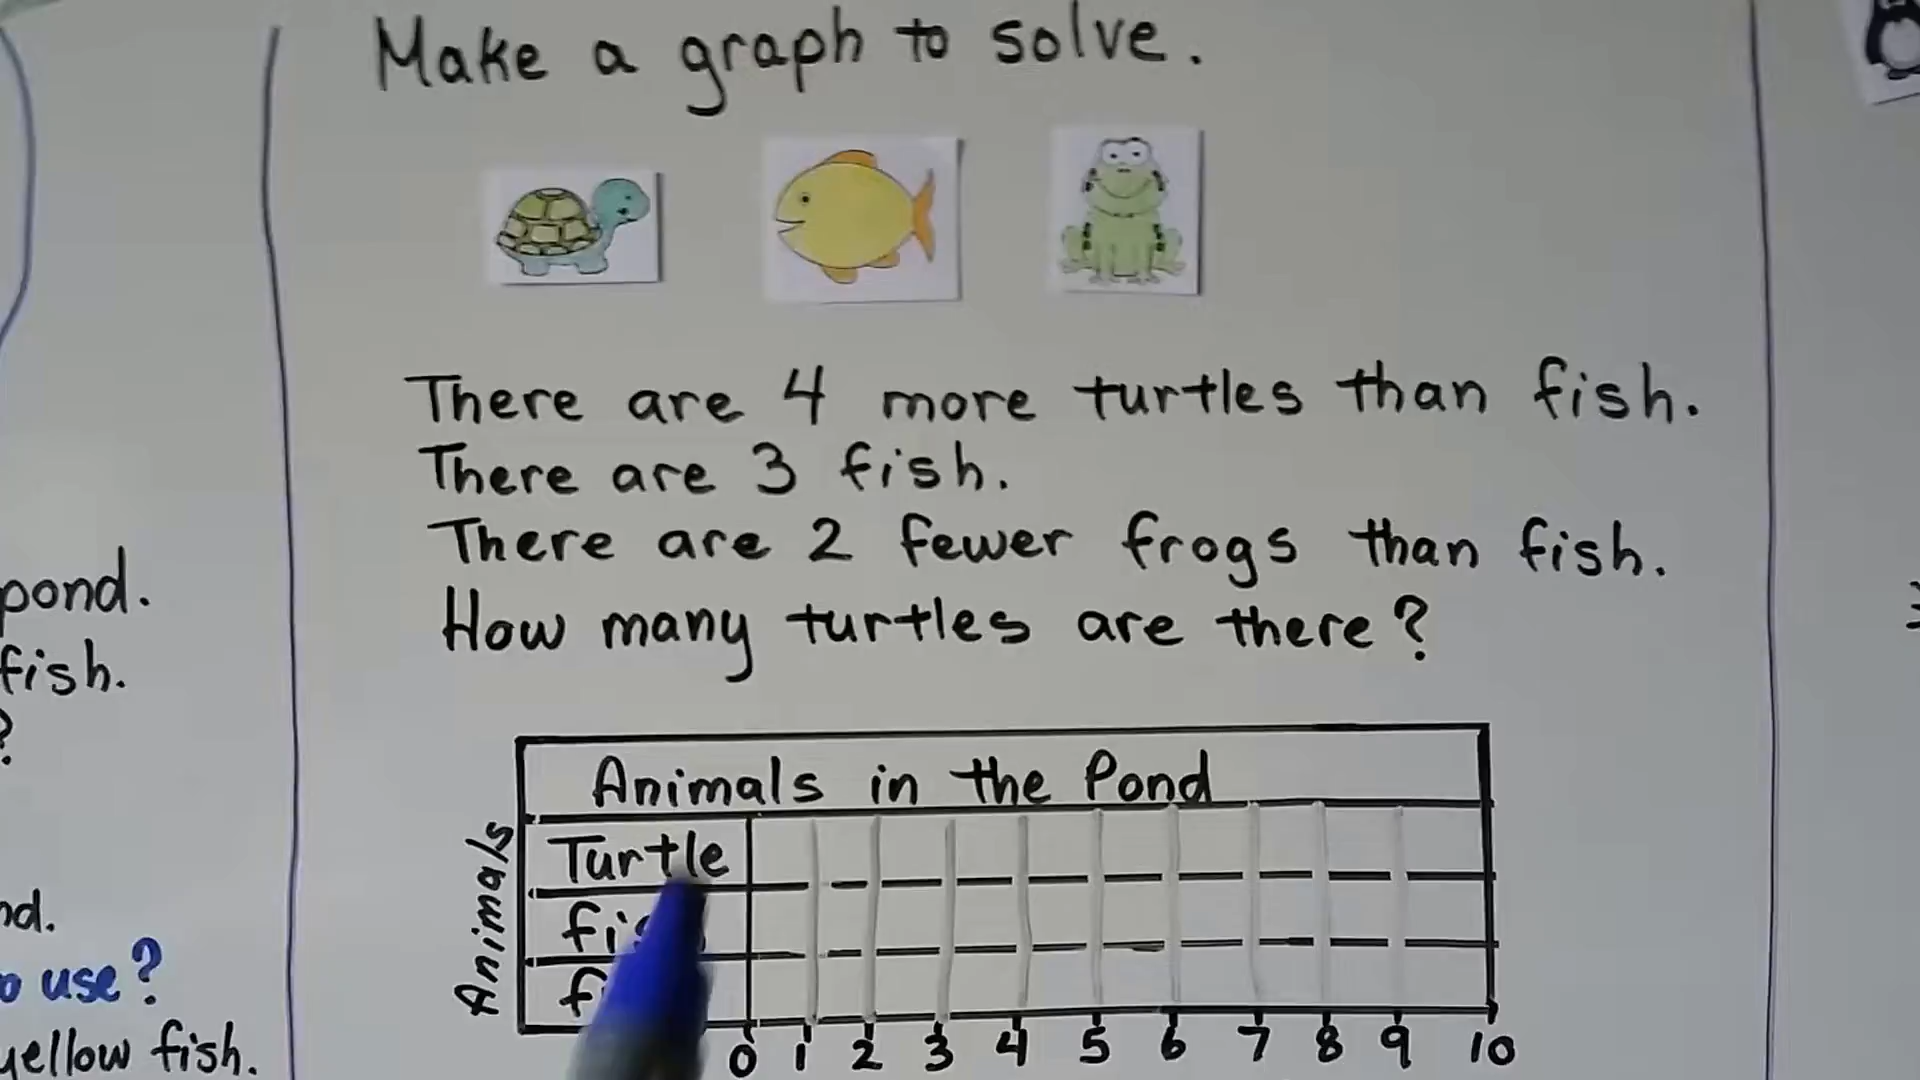 Make a graph to solve.
There are 4 more turtles than fish.
There are 3 fish.
There are 2 fewer frogs than fish.
How many turtles are there?
pond.
fish.
?
use?
yellow fish.
Animals in the Pond
Animals
Turtle
0 1 2 3 4 5 6 7 8 9 10